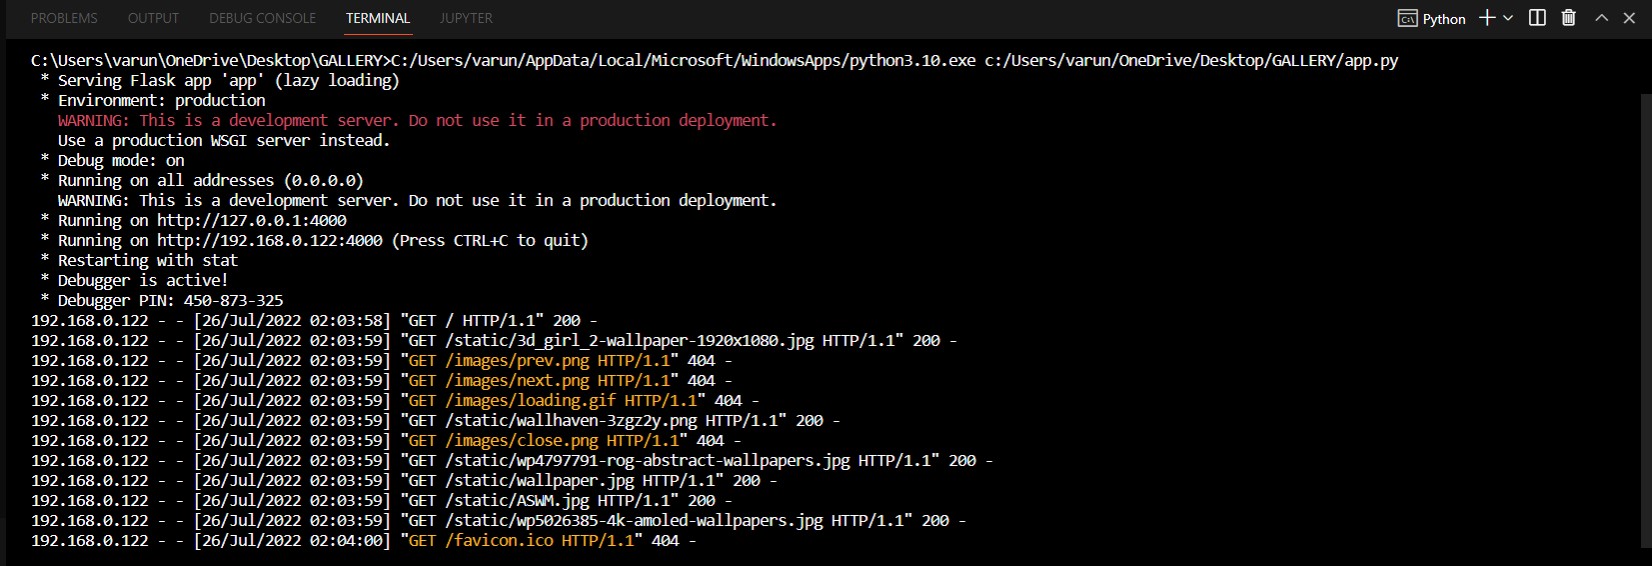 PROBLEMS OUTPUT DEBUG CONSOLE TERMINAL JUPYTER Python
C:\Users\varun\OneDrive\Desktop\GALLERY>C:/Users/varun/AppData/Local/Microsoft/WindowsApps/python3.10.exe c:/Users/varun/OneDrive/Desktop/GALLERY/app.py
* Serving Flask app 'app' (lazy loading)
* Environment: production
WARNING: This is a development server. Do not use it in a production deployment.
Use a production WSGI server instead.
* Debug mode: on
* Running on all addresses (0.0.0.0)
WARNING: This is a development server. Do not use it in a production deployment.
* Running on http://127.0.0.1:4000
* Running on http://192.168.0.122:4000 (Press CTRL+C to quit)
* Restarting with stat
* Debugger is active!
* Debugger PIN: 450-873-325
192.168.0.122 - - [26/Jul/2022 02:03:58] "GET / HTTP/1.1" 200 -
192.168.0.122 - - [26/Jul/2022 02:03:59] "GET /static/3d_girl_2-wallpaper-1920x1080.jpg HTTP/1.1" 200 -
192.168.0.122 - - [26/Jul/2022 02:03:59] "GET /images/prev.png HTTP/1.1" 404 -
192.168.0.122 - - [26/Jul/2022 02:03:59] "GET /images/next.png HTTP/1.1" 404 -
192.168.0.122 - - [26/Jul/2022 02:03:59] "GET /images/loading.gif HTTP/1.1" 404 -
192.168.0.122 - - [26/Jul/2022 02:03:59] "GET /static/wallhaven-3zgz2y.png HTTP/1.1" 200 -
192.168.0.122 - - [26/Jul/2022 02:03:59] "GET /images/close.png HTTP/1.1" 404 -
192.168.0.122 - - [26/Jul/2022 02:03:59] "GET /static/wp4797791-rog-abstract-wallpapers.jpg HTTP/1.1" 200 -
192.168.0.122 - - [26/Jul/2022 02:03:59] "GET /static/wallpaper.jpg HTTP/1.1" 200 -
192.168.0.122 - - [26/Jul/2022 02:03:59] "GET /static/ASWM.jpg HTTP/1.1" 200 -
192.168.0.122 - - [26/Jul/2022 02:03:59] "GET /static/wp5026385-4k-amoled-wallpapers.jpg HTTP/1.1" 200 -
192.168.0.122 - - [26/Jul/2022 02:04:00] "GET /favicon.ico HTTP/1.1" 404 -